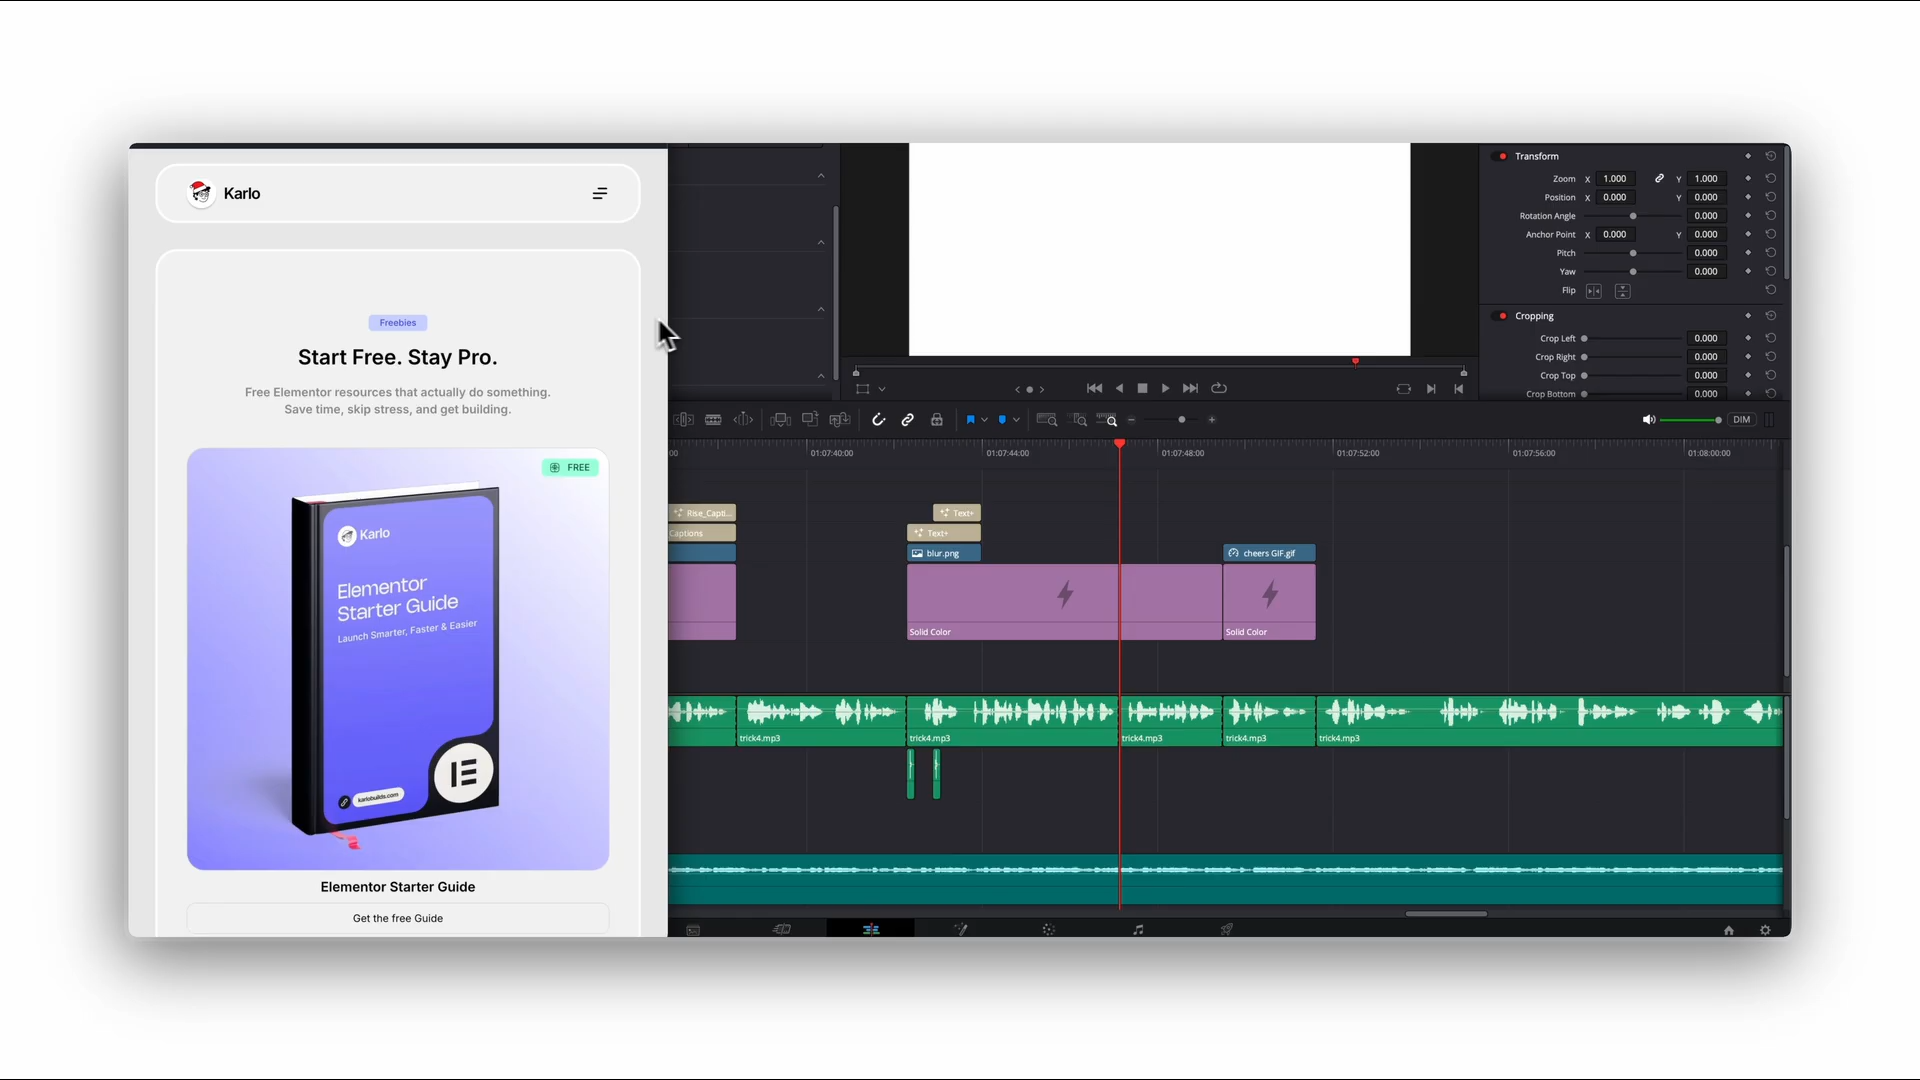 Karlo
Freebies
Start Free. Stay Pro.
Free Elementor resources that actually do something.
Save time, skip stress, and get building.
FREE
Karlo
Elementor
Starter Guide
Launch Smarter, Faster & Easier
karlobuilds.com
Elementor Starter Guide
Get the free Guide
Transform
Zoom X 1.000 Y 1.000
Position X 0.000 Y 0.000
Rotation Angle 0.000
Anchor Point X 0.000 Y 0.000
Pitch 0.000
Yaw 0.000
Flip
Cropping
Crop Left 0.000
Crop Right 0.000
Crop Top 0.000
Crop Bottom 0.000
DIM
00 01:07:40:00 01:07:44:00 01:07:48:00 01:07:52:00 01:07:56:00 01:08:00:00
Rise_Capti... Text+
Captions Text+
blur.png cheers GIF.gif
Solid Color Solid Color
trick4.mp3 trick4.mp3 trick4.mp3 trick4.mp3 trick4.mp3